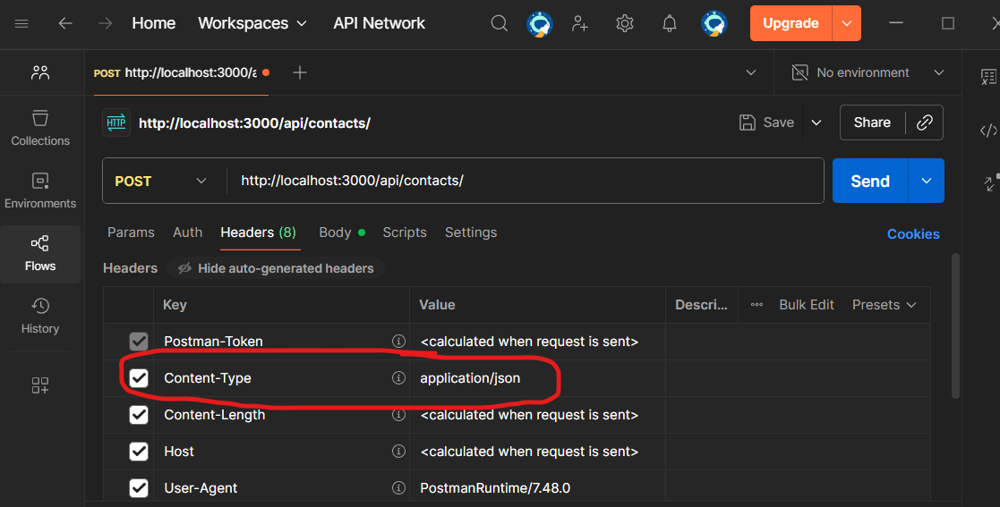 Home Workspaces API Network Upgrade
POST http://localhost:3000/a No environment
HTTP http://localhost:3000/api/contacts/ Save Share
Collections
POST http://localhost:3000/api/contacts/ Send
Environments
Params Auth Headers (8) Body Scripts Settings Cookies
Flows
Headers Hide auto-generated headers
History
Key Value Descri... Bulk Edit Presets
Postman-Token <calculated when request is sent>
Content-Type application/json
Content-Length <calculated when request is sent>
Host <calculated when request is sent>
User-Agent PostmanRuntime/7.48.0